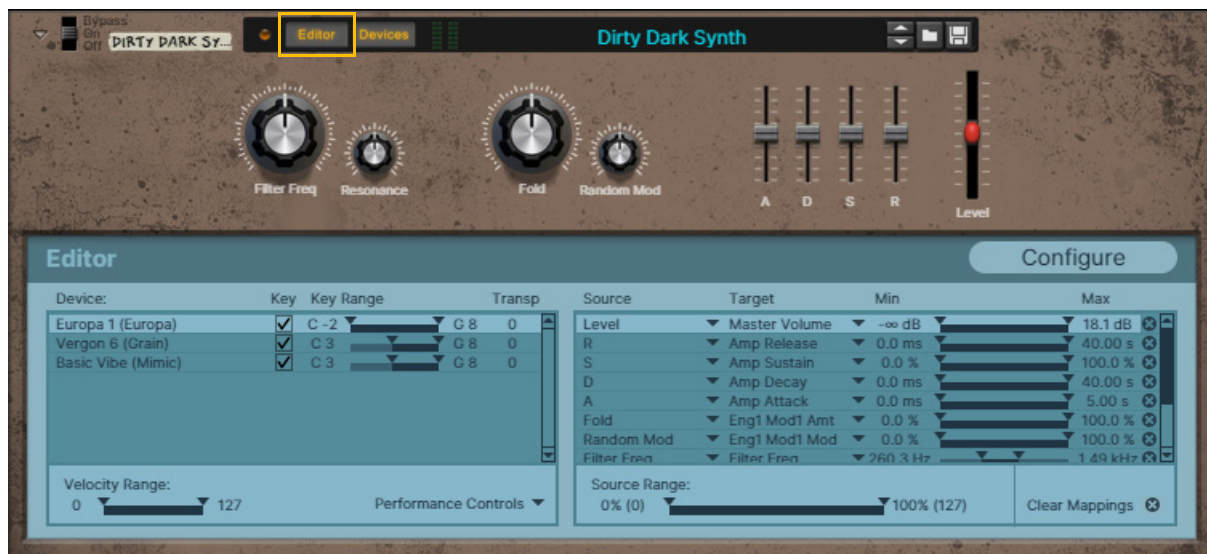 Bypass
On
Off
DIRTY DARK SY...
Editor
Devices
Dirty Dark Synth
Filter Freq
Resonance
Fold
Random Mod
A D S R
Level
Editor
Configure
Device: Key Key Range Transp
Europa 1 (Europa) C -2 G 8 0
Vergon 6 (Grain) C 3 G 8 0
Basic Vibe (Mimic) C 3 G 8 0
Velocity Range:
0 127
Performance Controls
Source Target Min Max
Level Master Volume -∞ dB 18.1 dB
R Amp Release 0.0 ms 40.00 s
S Amp Sustain 0.0 % 100.0 %
D Amp Decay 0.0 ms 40.00 s
A Amp Attack 0.0 ms 5.00 s
Fold Eng1 Mod1 Amt 0.0 % 100.0 %
Random Mod Eng1 Mod1 Mod 0.0 % 100.0 %
Filter Freq Filter Freq 260.3 Hz 1.49 kHz
Source Range:
0% (0) 100% (127)
Clear Mappings